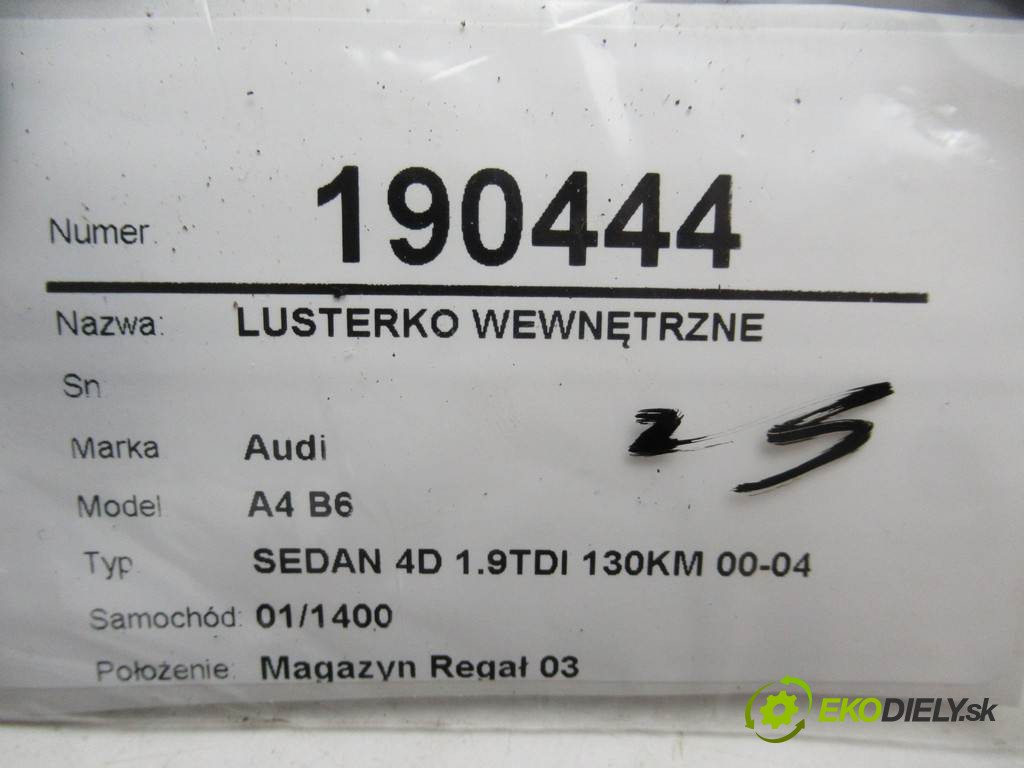 Numer. 190444
Nazwa: LUSTERKO WEWNĘTRZNE
Sn
Marka Audi
25
Model A4 B6
Typ. SEDAN 4D 1.9TDI 130KM 00-04
Samochód: 01/1400
Położenie: Magazyn Regał 03
EKODIELY.sk